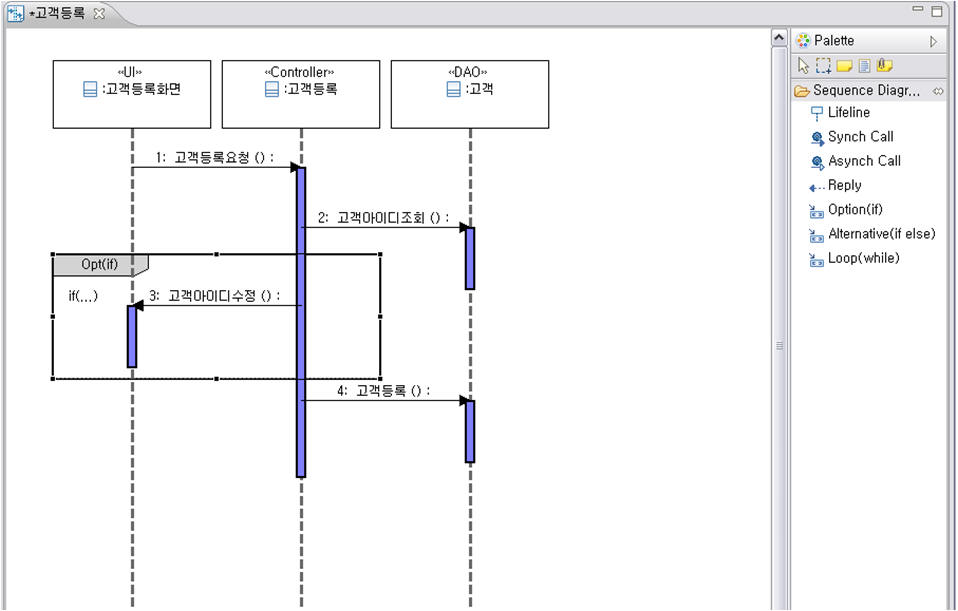 *고객등록
«UI»
:고객등록화면
«Controller»
:고객등록
«DAO»
:고객
1: 고객등록요청 () :
2: 고객아이디조회 () :
Opt(if)
if(...)
3: 고객아이디수정 () :
4: 고객등록 () :
Palette
Sequence Diagr...
Lifeline
Synch Call
Asynch Call
Reply
Option(if)
Alternative(if else)
Loop(while)